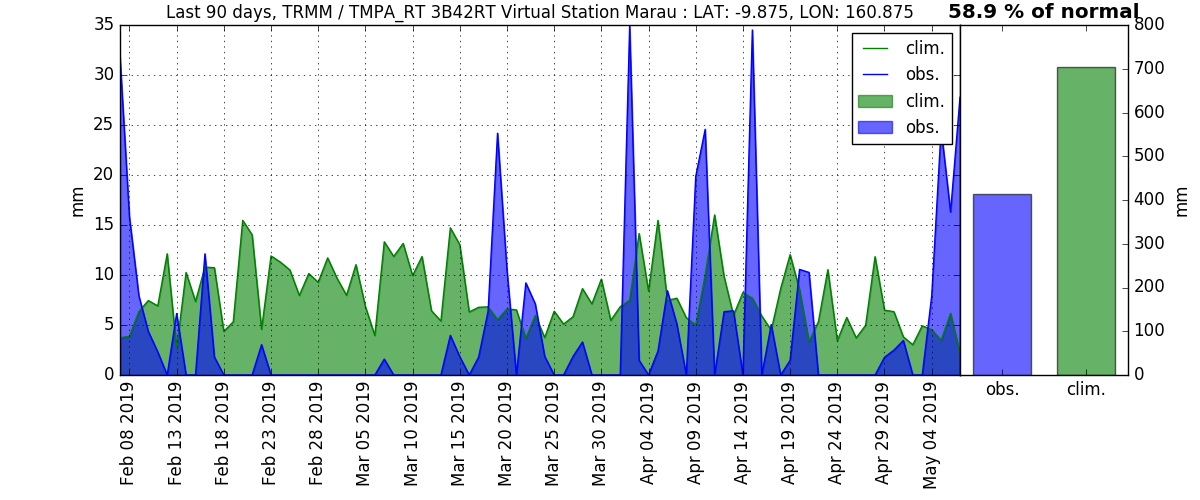 Last 90 days, TRMM / TMPA_RT 3B42RT Virtual Station Marau : LAT: -9.875, LON: 160.875
58.9 % of normal
35
30
25
20
15
10
5
0
mm
clim.
obs.
clim.
obs.
800
700
600
500
400
300
200
100
0
mm
obs.
clim.
Feb 08 2019
Feb 13 2019
Feb 18 2019
Feb 23 2019
Feb 28 2019
Mar 05 2019
Mar 10 2019
Mar 15 2019
Mar 20 2019
Mar 25 2019
Mar 30 2019
Apr 04 2019
Apr 09 2019
Apr 14 2019
Apr 19 2019
Apr 24 2019
Apr 29 2019
May 04 2019